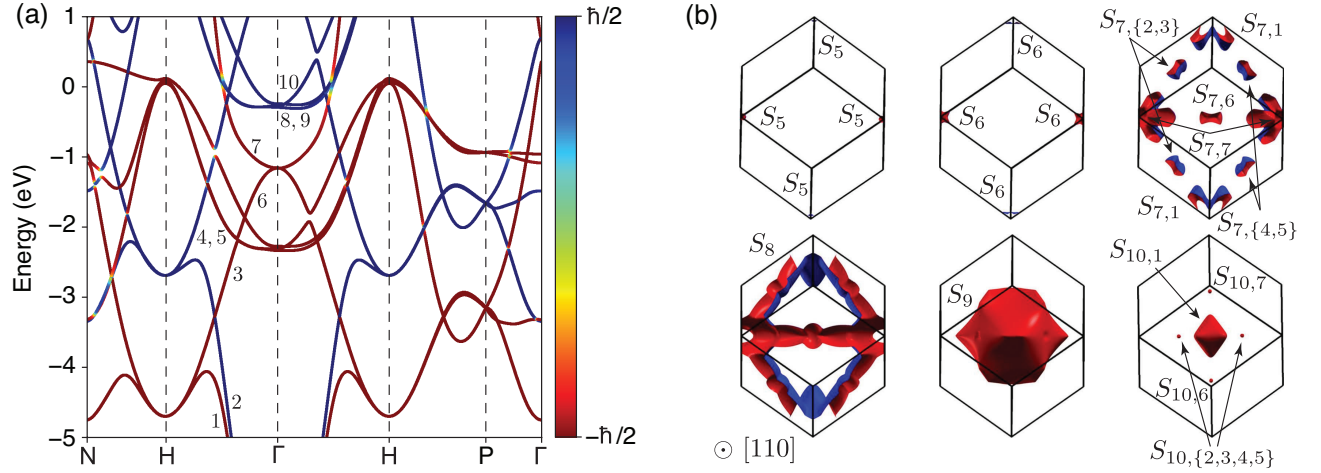 (a)
Energy (eV)
1
0
−1
−2
−3
−4
−5
N H Γ H P Γ
10
8, 9
7
6
4, 5
3
2
1
ħ/2
−ħ/2
(b)
S5
S5 S5
S5
S6
S6 S6
S6
S7,{2,3} S7,1
S7,6
S7,7
S7,1
S7,{4,5}
S8
S9
S10,1
S10,7
S10,6
S10,{2,3,4,5}
⊙ [110]